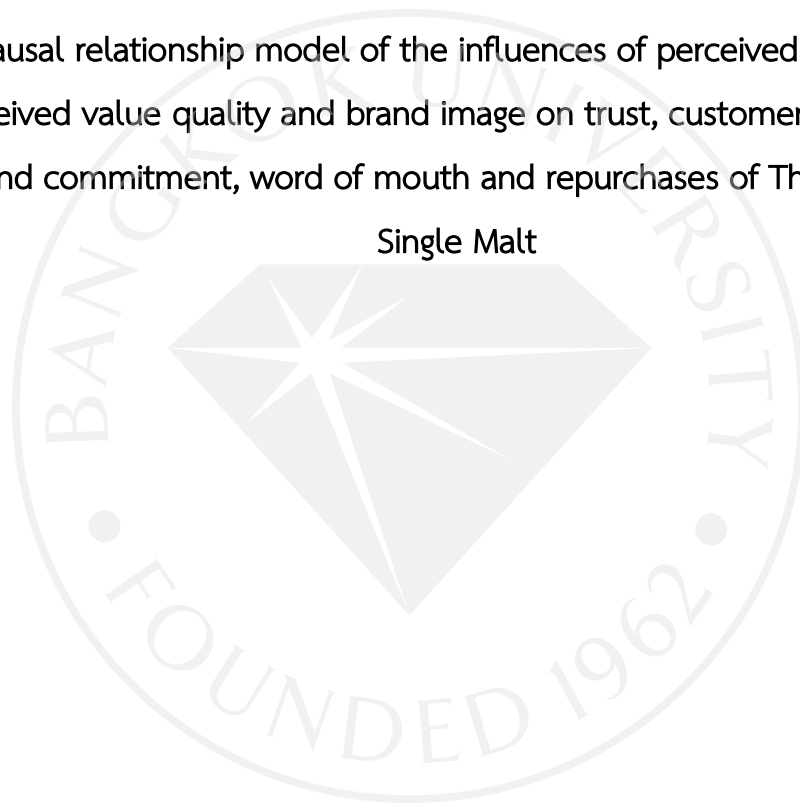 ausal relationship model of the influences of perceived
eived value quality and brand image on trust, customer
nd commitment, word of mouth and repurchases of Th
Single Malt
BANGKOK UNIVERSITY
FOUNDED 1962